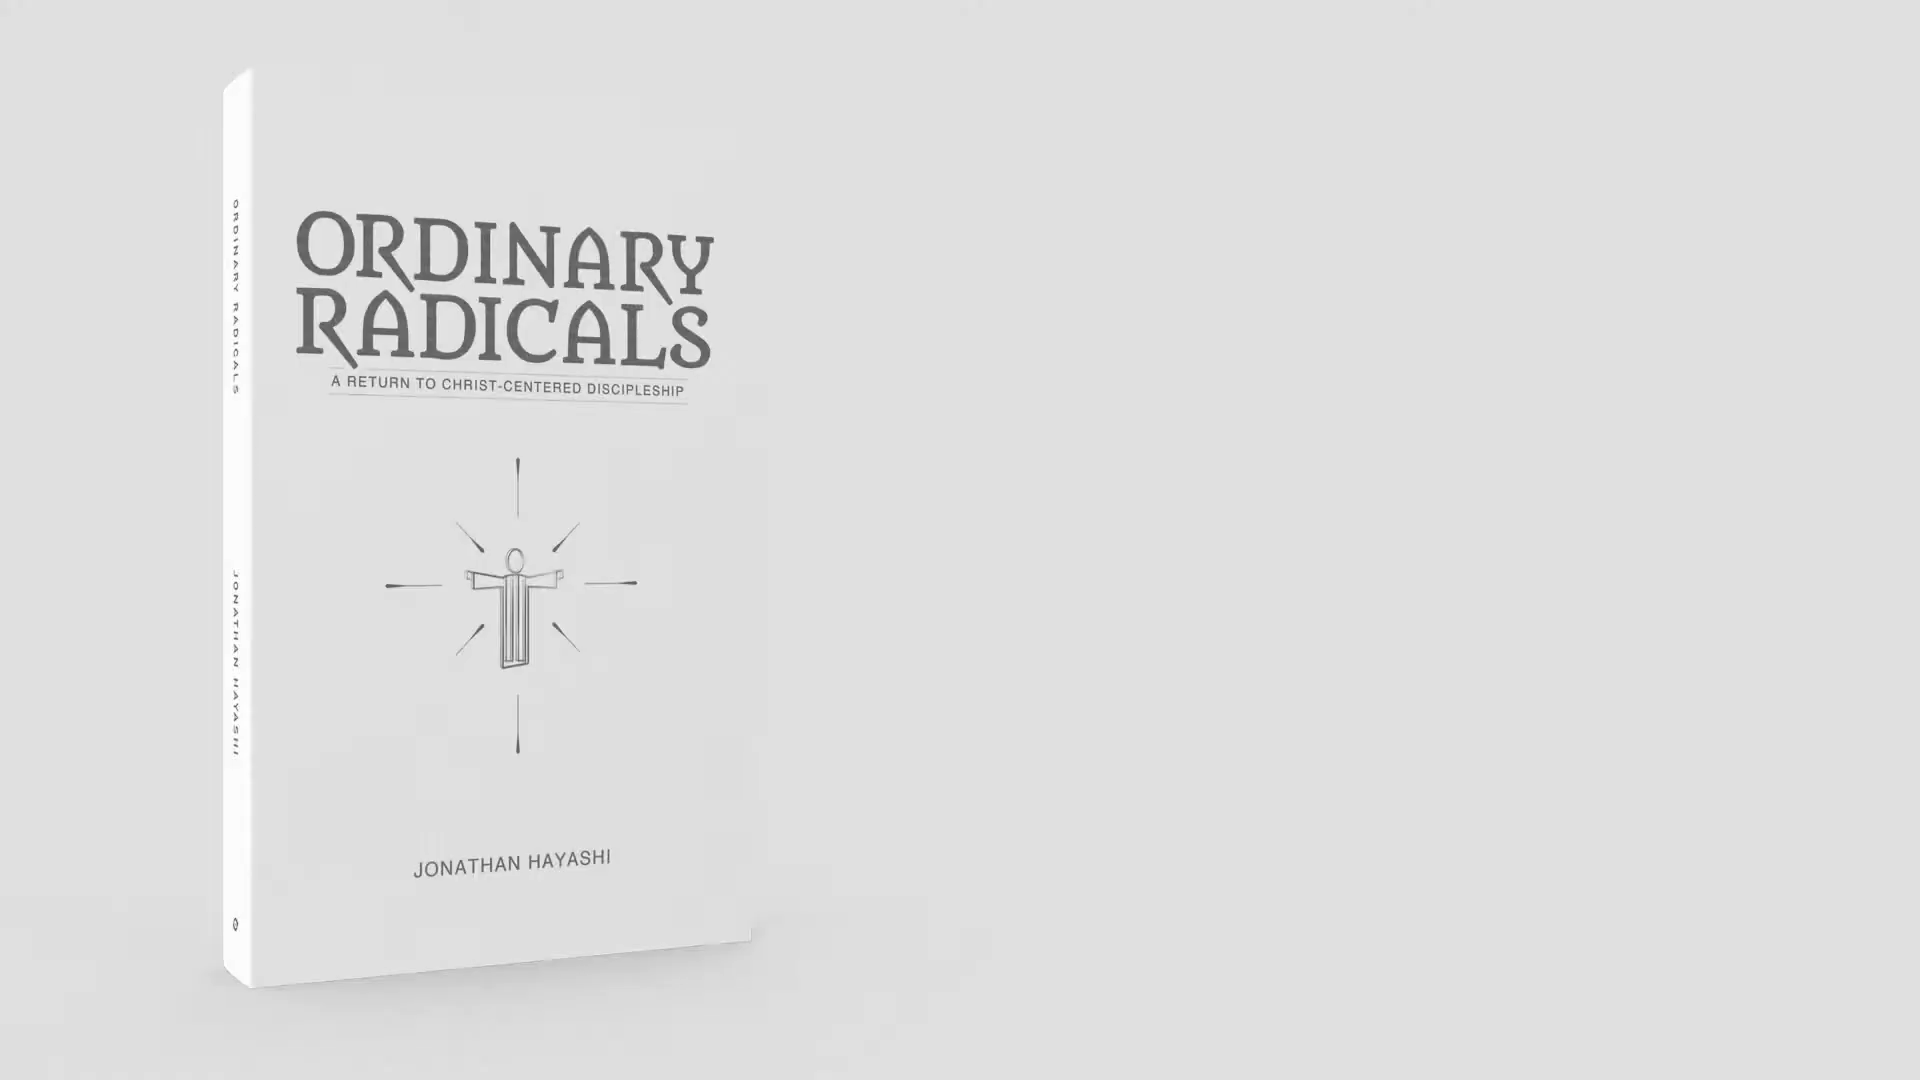 ORDINARY RADICALS
JONATHAN HAYASHI
ORDINARY
RADICALS
A RETURN TO CHRIST-CENTERED DISCIPLESHIP
JONATHAN HAYASHI